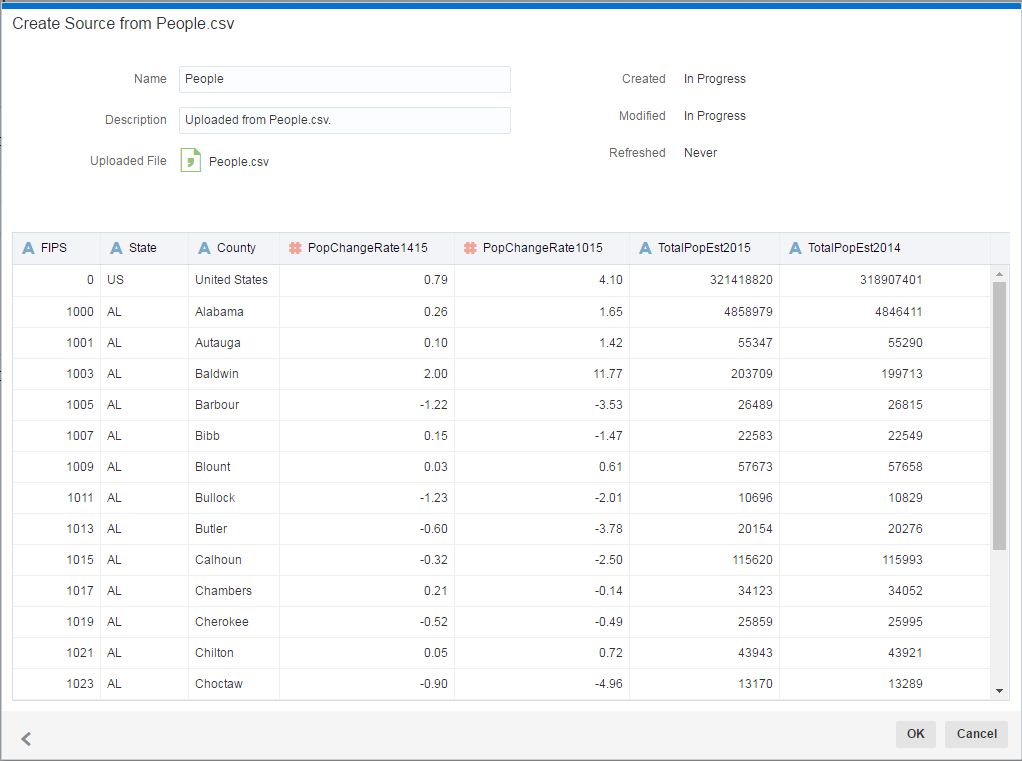 Create Source from People.csv
Name People Created In Progress
Description Uploaded from People.csv. Modified In Progress
Uploaded File People.csv Refreshed Never
A FIPS A State A County # PopChangeRate1415 # PopChangeRate1015 A TotalPopEst2015 A TotalPopEst2014
0 US United States 0.79 4.10 321418820 318907401
1000 AL Alabama 0.26 1.65 4858979 4846411
1001 AL Autauga 0.10 1.42 55347 55290
1003 AL Baldwin 2.00 11.77 203709 199713
1005 AL Barbour -1.22 -3.53 26489 26815
1007 AL Bibb 0.15 -1.47 22583 22549
1009 AL Blount 0.03 0.61 57673 57658
1011 AL Bullock -1.23 -2.01 10696 10829
1013 AL Butler -0.60 -3.78 20154 20276
1015 AL Calhoun -0.32 -2.50 115620 115993
1017 AL Chambers 0.21 -0.14 34123 34052
1019 AL Cherokee -0.52 -0.49 25859 25995
1021 AL Chilton 0.05 0.72 43943 43921
1023 AL Choctaw -0.90 -4.96 13170 13289
OK Cancel